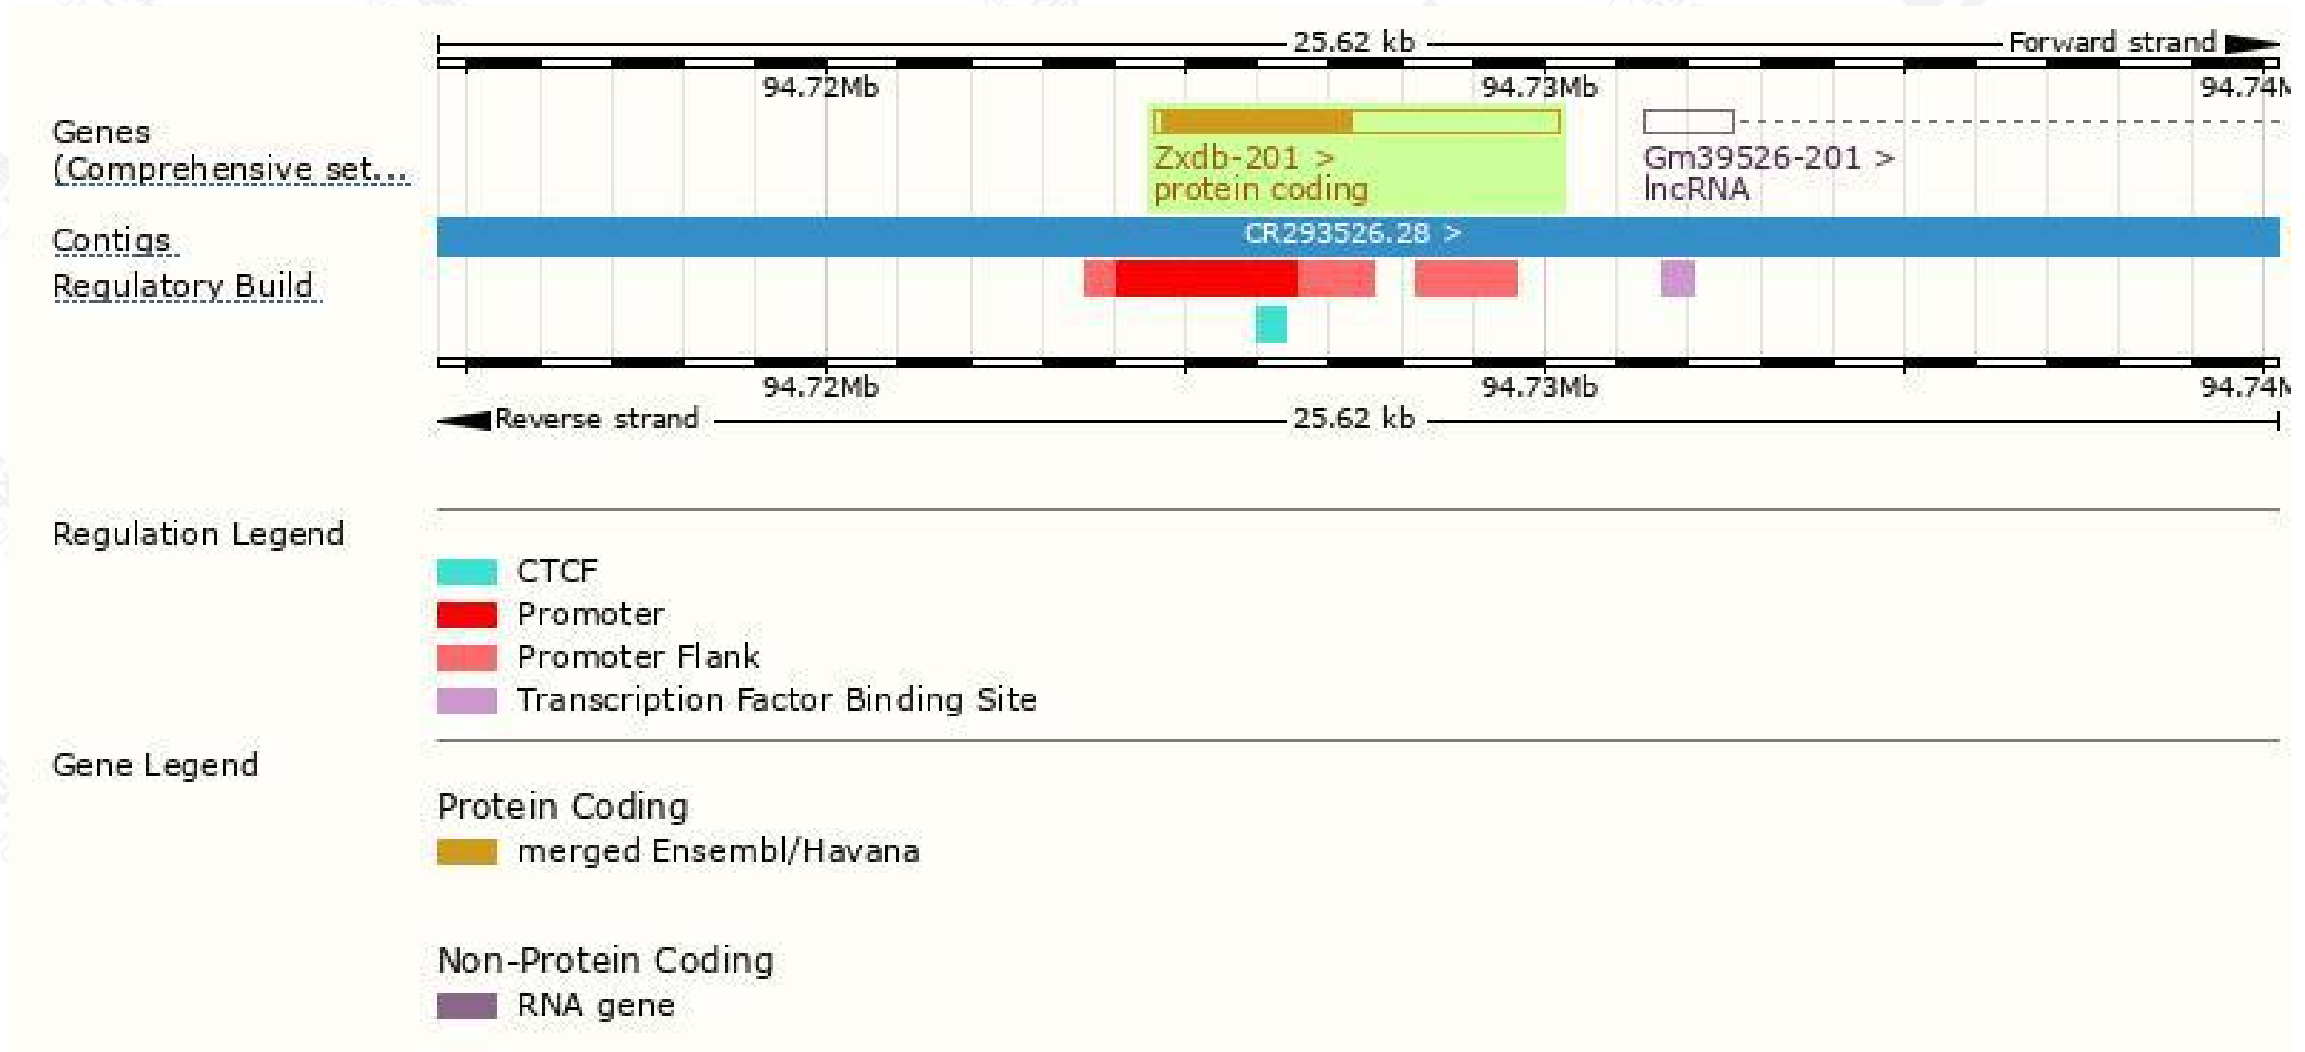 25.62 kb Forward strand
94.72Mb 94.73Mb 94.74M
Genes
(Comprehensive set...
Zxdb-201 >
protein coding
Gm39526-201 >
lncRNA
Contigs
CR293526.28 >
Regulatory Build
94.72Mb 94.73Mb 94.74M
Reverse strand 25.62 kb
Regulation Legend
CTCF
Promoter
Promoter Flank
Transcription Factor Binding Site
Gene Legend
Protein Coding
merged Ensembl/Havana
Non-Protein Coding
RNA gene